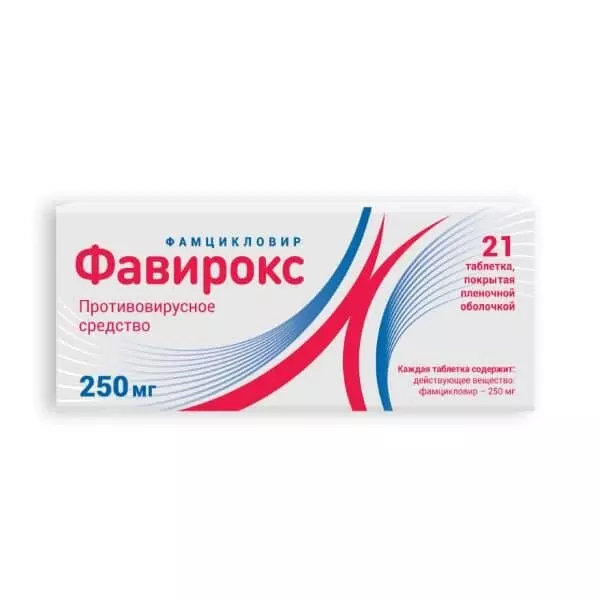 ФАМЦИКЛОВИР
Фавирокс
Противовирусное
средство
250 мг
21
таблетка,
покрытая
пленочной
оболочкой
Каждая таблетка содержит:
действующее вещество:
фамцикловир – 250 мг